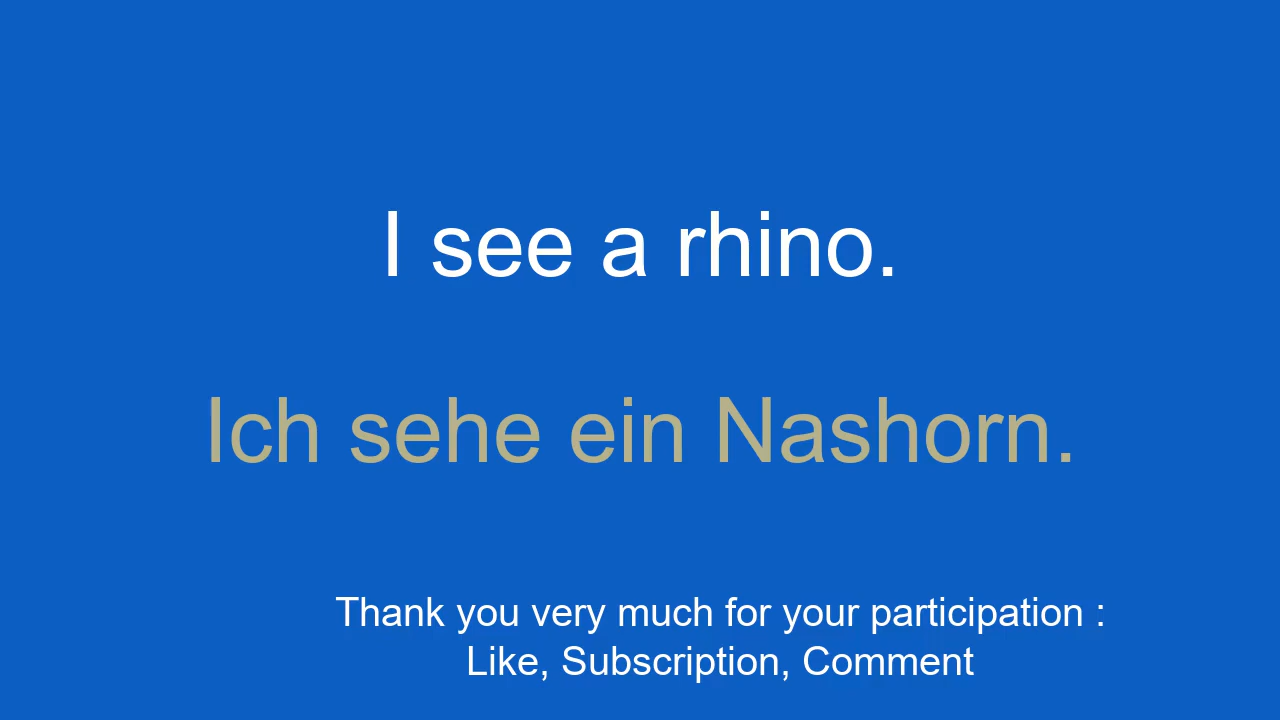 I see a rhino.
Ich sehe ein Nashorn.
Thank you very much for your participation :
Like, Subscription, Comment